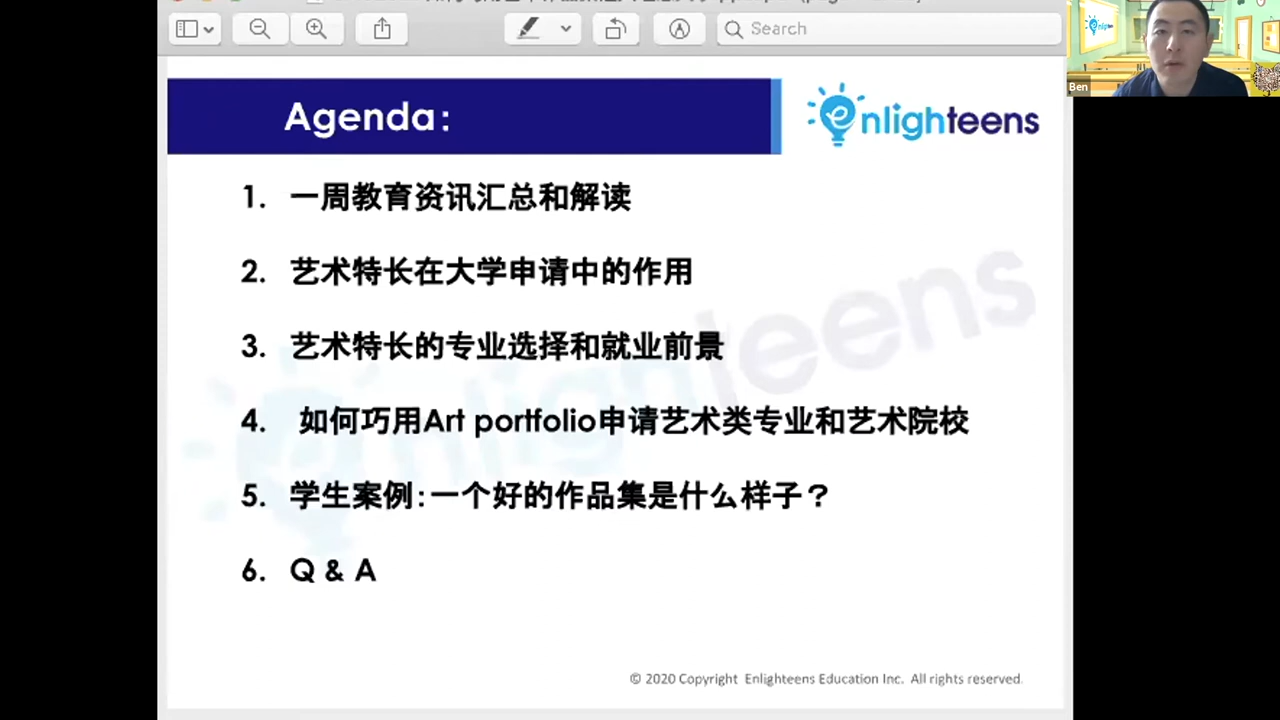 Search
Ben
Agenda:
enlighteens
1. 一周教育资讯汇总和解读
2. 艺术特长在大学申请中的作用
3. 艺术特长的专业选择和就业前景
4. 如何巧用Art portfolio申请艺术类专业和艺术院校
5. 学生案例：一个好的作品集是什么样子？
6. Q & A
enlighteens
© 2020 Copyright Enlighteens Education Inc. All rights reserved.